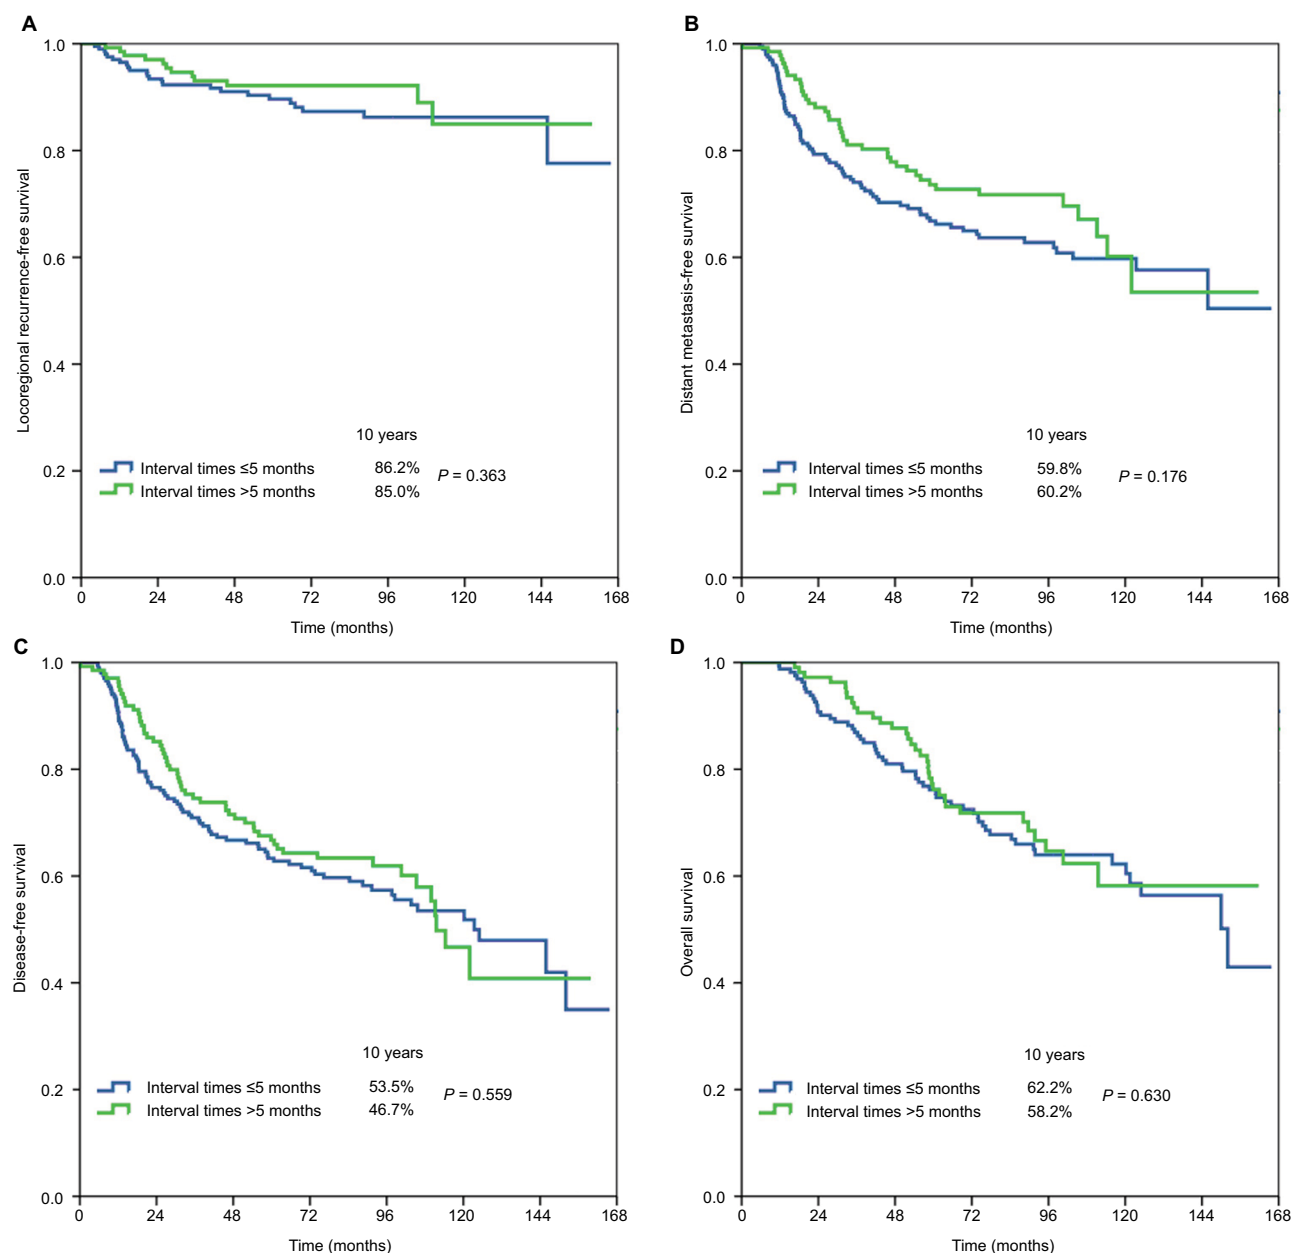 A
Locoregional recurrence-free survival
1.0
0.8
0.6
0.4
0.2
0.0
10 years
Interval times ≤5 months 86.2%
Interval times >5 months 85.0%
P = 0.363
0 24 48 72 96 120 144 168
Time (months)
B
Distant metastasis-free survival
1.0
0.8
0.6
0.4
0.2
0.0
10 years
Interval times ≤5 months 59.8%
Interval times >5 months 60.2%
P = 0.176
0 24 48 72 96 120 144 168
Time (months)
C
Disease-free survival
1.0
0.8
0.6
0.4
0.2
0.0
10 years
Interval times ≤5 months 53.5%
Interval times >5 months 46.7%
P = 0.559
0 24 48 72 96 120 144 168
Time (months)
D
Overall survival
1.0
0.8
0.6
0.4
0.2
0.0
10 years
Interval times ≤5 months 62.2%
Interval times >5 months 58.2%
P = 0.630
0 24 48 72 96 120 144 168
Time (months)